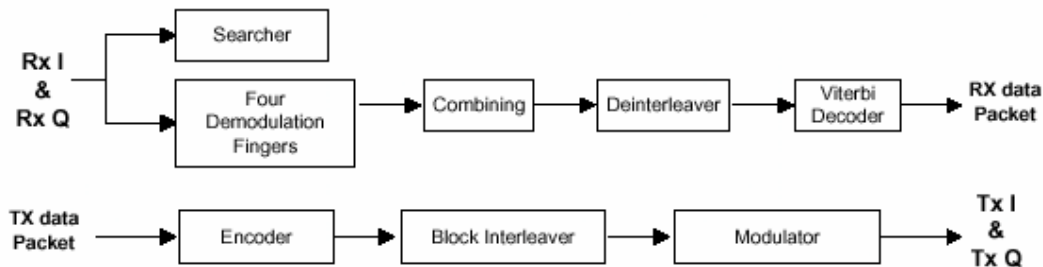 Rx I
&
Rx Q
Searcher
Four
Demodulation
Fingers
Combining
Deinterleaver
Viterbi
Decoder
RX data
Packet
TX data
Packet
Encoder
Block Interleaver
Modulator
Tx I
&
Tx Q